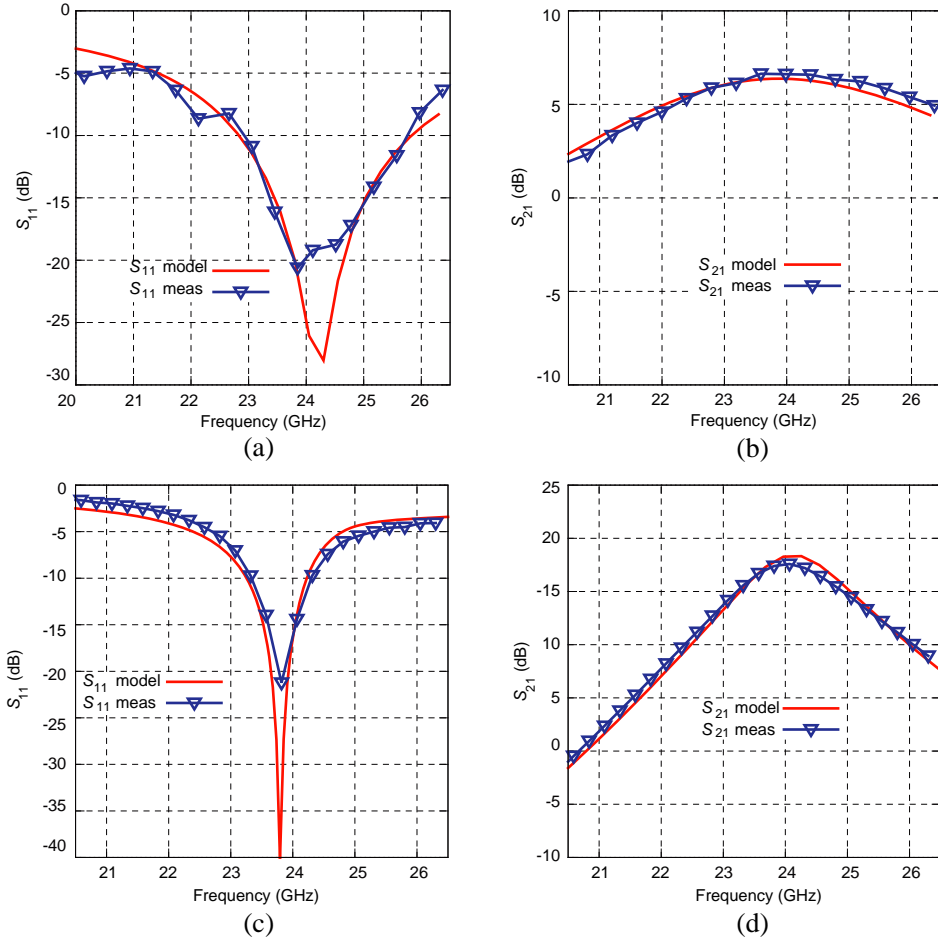 0
-5
-10
-15
-20
-25
-30
S11 (dB)
S11 model
S11 meas
20 21 22 23 24 25 26
Frequency (GHz)
(a)
10
5
0
5
-10
S21 (dB)
S21 model
S21 meas
21 22 23 24 25 26
Frequency (GHz)
(b)
0
-5
-10
-15
-20
-25
-30
-35
-40
S11 (dB)
S11 model
S11 meas
21 22 23 24 25 26
Frequency (GHz)
(c)
25
20
15
10
5
0
-5
-10
S21 (dB)
S21 model
S21 meas
21 22 23 24 25 26
Frequency (GHz)
(d)